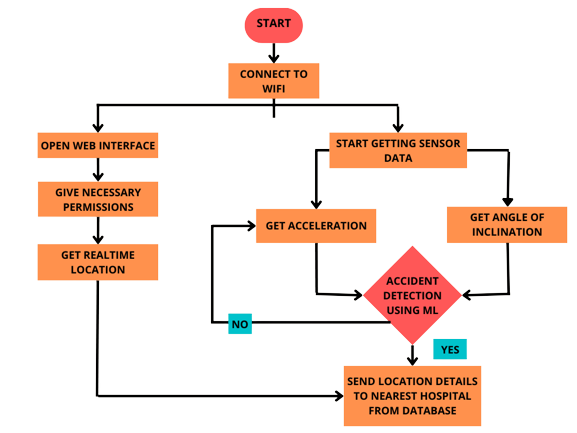 START
CONNECT TO
WIFI
OPEN WEB INTERFACE
START GETTING SENSOR
DATA
GIVE NECESSARY
PERMISSIONS
GET ACCELERATION
GET ANGLE OF
INCLINATION
GET REALTIME
LOCATION
ACCIDENT
DETECTION
USING ML
NO
YES
SEND LOCATION DETAILS
TO NEAREST HOSPITAL
FROM DATABASE